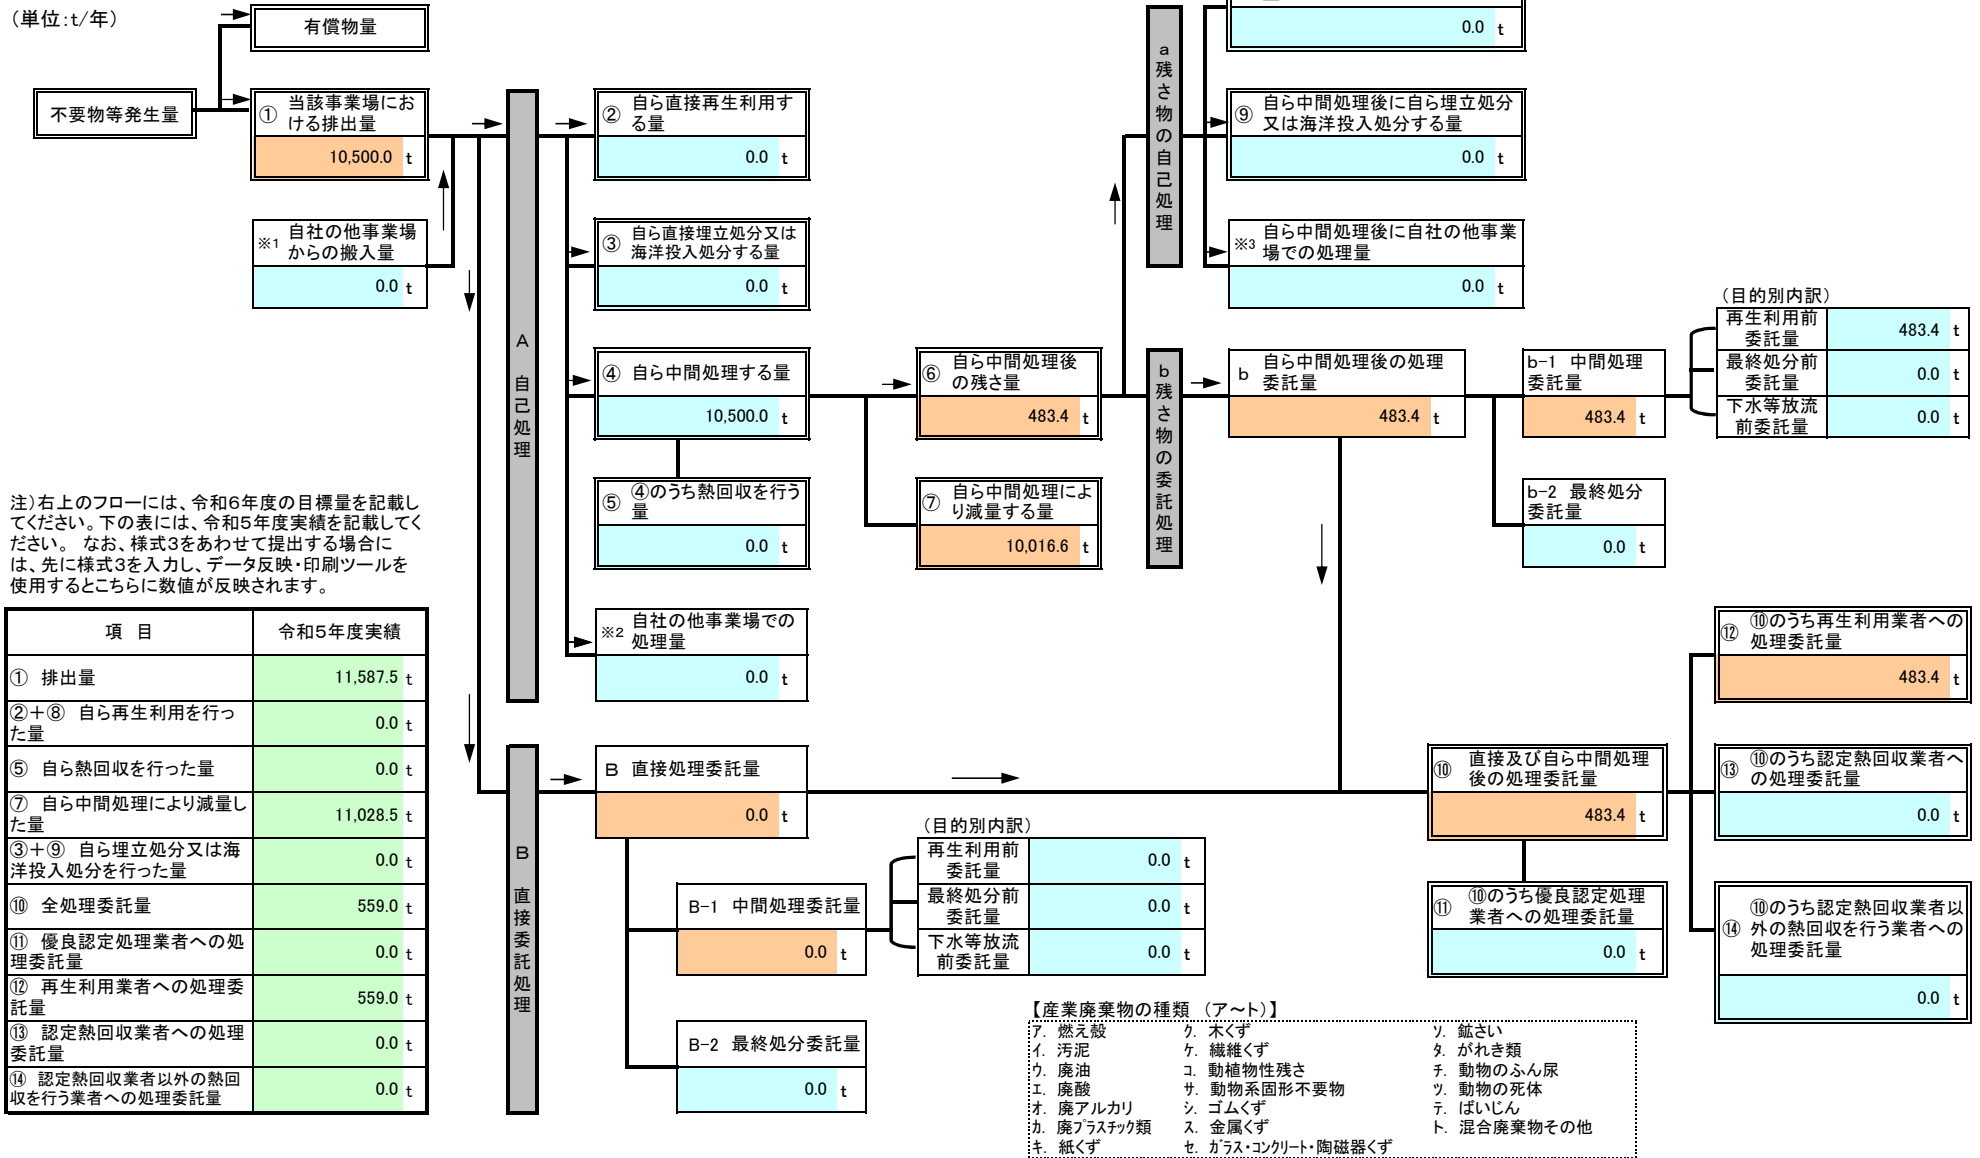 (単位:t/年)
有償物量
不要物等発生量
① 当該事業場にお
ける排出量
10,500.0 t
※1 自社の他事業場
からの搬入量
0.0 t
A 自己処理
② 自ら直接再生利用す
る量
0.0 t
③ 自ら直接埋立処分又は
海洋投入処分する量
0.0 t
④ 自ら中間処理する量
10,500.0 t
⑤ ④のうち熱回収を行う
量
0.0 t
※2 自社の他事業場での
処理量
0.0 t
⑥ 自ら中間処理後
の残さ量
483.4 t
⑦ 自ら中間処理によ
り減量する量
10,016.6 t
a 残さ物の自己処理
0.0 t
⑨ 自ら中間処理後に自ら埋立処分
又は海洋投入処分する量
0.0 t
※3 自ら中間処理後に自社の他事業
場での処理量
0.0 t
b 残さ物の委託処理
b 自ら中間処理後の処理
委託量
483.4 t
b-1 中間処理
委託量
483.4 t
(目的別内訳)
再生利用前
委託量
483.4 t
最終処分前
委託量
0.0 t
下水等放流
前委託量
0.0 t
b-2 最終処分
委託量
0.0 t
注)右上のフローには、令和6年度の目標量を記載し
てください。下の表には、令和5年度実績を記載してく
ださい。 なお、様式3をあわせて提出する場合に
は、先に様式3を入力し、データ反映・印刷ツールを
使用するとこちらに数値が反映されます。
項 目 令和5年度実績
① 排出量 11,587.5 t
②+⑧ 自ら再生利用を行っ
た量
0.0 t
⑤ 自ら熱回収を行った量 0.0 t
⑦ 自ら中間処理により減量し
た量
11,028.5 t
③+⑨ 自ら埋立処分又は海
洋投入処分を行った量
0.0 t
⑩ 全処理委託量 559.0 t
⑪ 優良認定処理業者への処
理委託量
0.0 t
⑫ 再生利用業者への処理委
託量
559.0 t
⑬ 認定熱回収業者への処理
委託量
0.0 t
⑭ 認定熱回収業者以外の熱回
収を行う業者への処理委託量
0.0 t
B 直接委託処理
B 直接処理委託量
0.0 t
B-1 中間処理委託量
0.0 t
(目的別内訳)
再生利用前
委託量
0.0 t
最終処分前
委託量
0.0 t
下水等放流
前委託量
0.0 t
B-2 最終処分委託量
0.0 t
⑩ 直接及び自ら中間処理
後の処理委託量
483.4 t
⑪ ⑩のうち優良認定処理
業者への処理委託量
0.0 t
⑫ ⑩のうち再生利用業者への
処理委託量
483.4 t
⑬ ⑩のうち認定熱回収業者へ
の処理委託量
0.0 t
⑭ ⑩のうち認定熱回収業者以
外の熱回収を行う業者への
処理委託量
0.0 t
【産業廃棄物の種類 (ア~ト)】
ア. 燃え殻 ク. 木くず ソ. 鉱さい
イ. 汚泥 ケ. 繊維くず タ. がれき類
ウ. 廃油 コ. 動植物性残さ チ. 動物のふん尿
エ. 廃酸 サ. 動物系固形不要物 ツ. 動物の死体
オ. 廃アルカリ シ. ゴムくず テ. ばいじん
カ. 廃プラスチック類 ス. 金属くず ト. 混合廃棄物その他
キ. 紙くず セ. ガラス・コンクリート・陶磁器くず